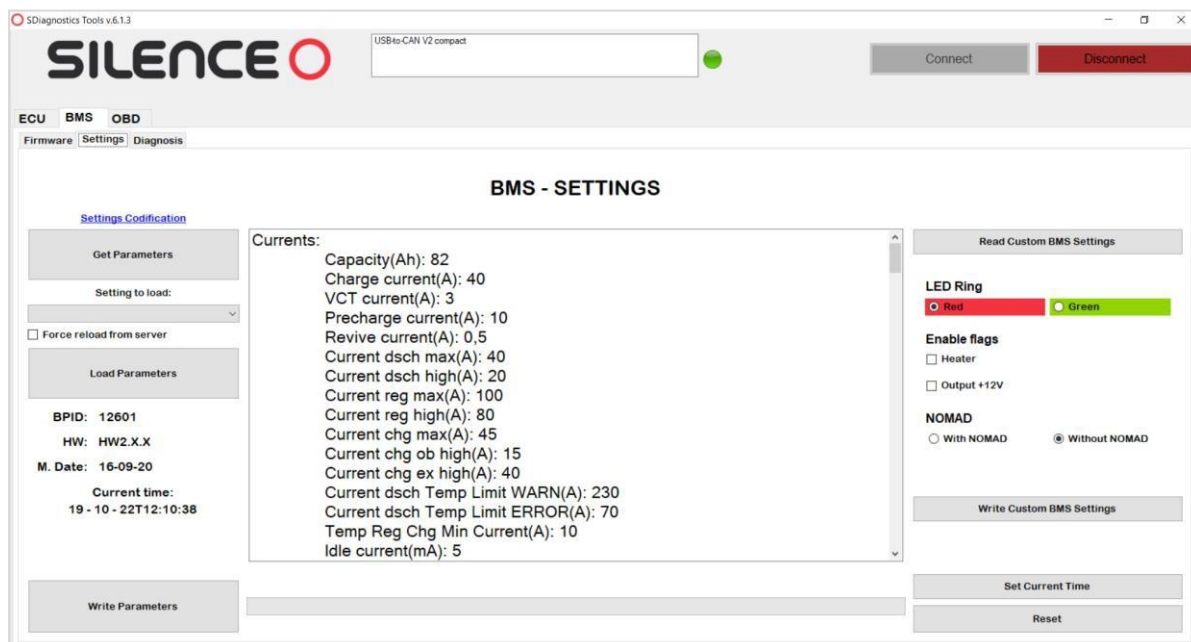 SDiagnostics Tools v.6.1.3
SILENCE
USB-to-CAN V2 compact
Connect
Disconnect
ECU BMS OBD
Firmware Settings Diagnosis
BMS - SETTINGS
Settings Codification
Get Parameters
Setting to load:
Force reload from server
Load Parameters
BPID: 12601
HW: HW2.X.X
M. Date: 16-09-20
Current time:
19 - 10 - 22T12:10:38
Write Parameters
Currents:
Capacity(Ah): 82
Charge current(A): 40
VCT current(A): 3
Precharge current(A): 10
Revive current(A): 0,5
Current dsch max(A): 40
Current dsch high(A): 20
Current reg max(A): 100
Current reg high(A): 80
Current chg max(A): 45
Current chg ob high(A): 15
Current chg ex high(A): 40
Current dsch Temp Limit WARN(A): 230
Current dsch Temp Limit ERROR(A): 70
Temp Reg Chg Min Current(A): 10
Idle current(mA): 5
Read Custom BMS Settings
LED Ring
Red Green
Enable flags
Heater
Output +12V
NOMAD
With NOMAD Without NOMAD
Write Custom BMS Settings
Set Current Time
Reset